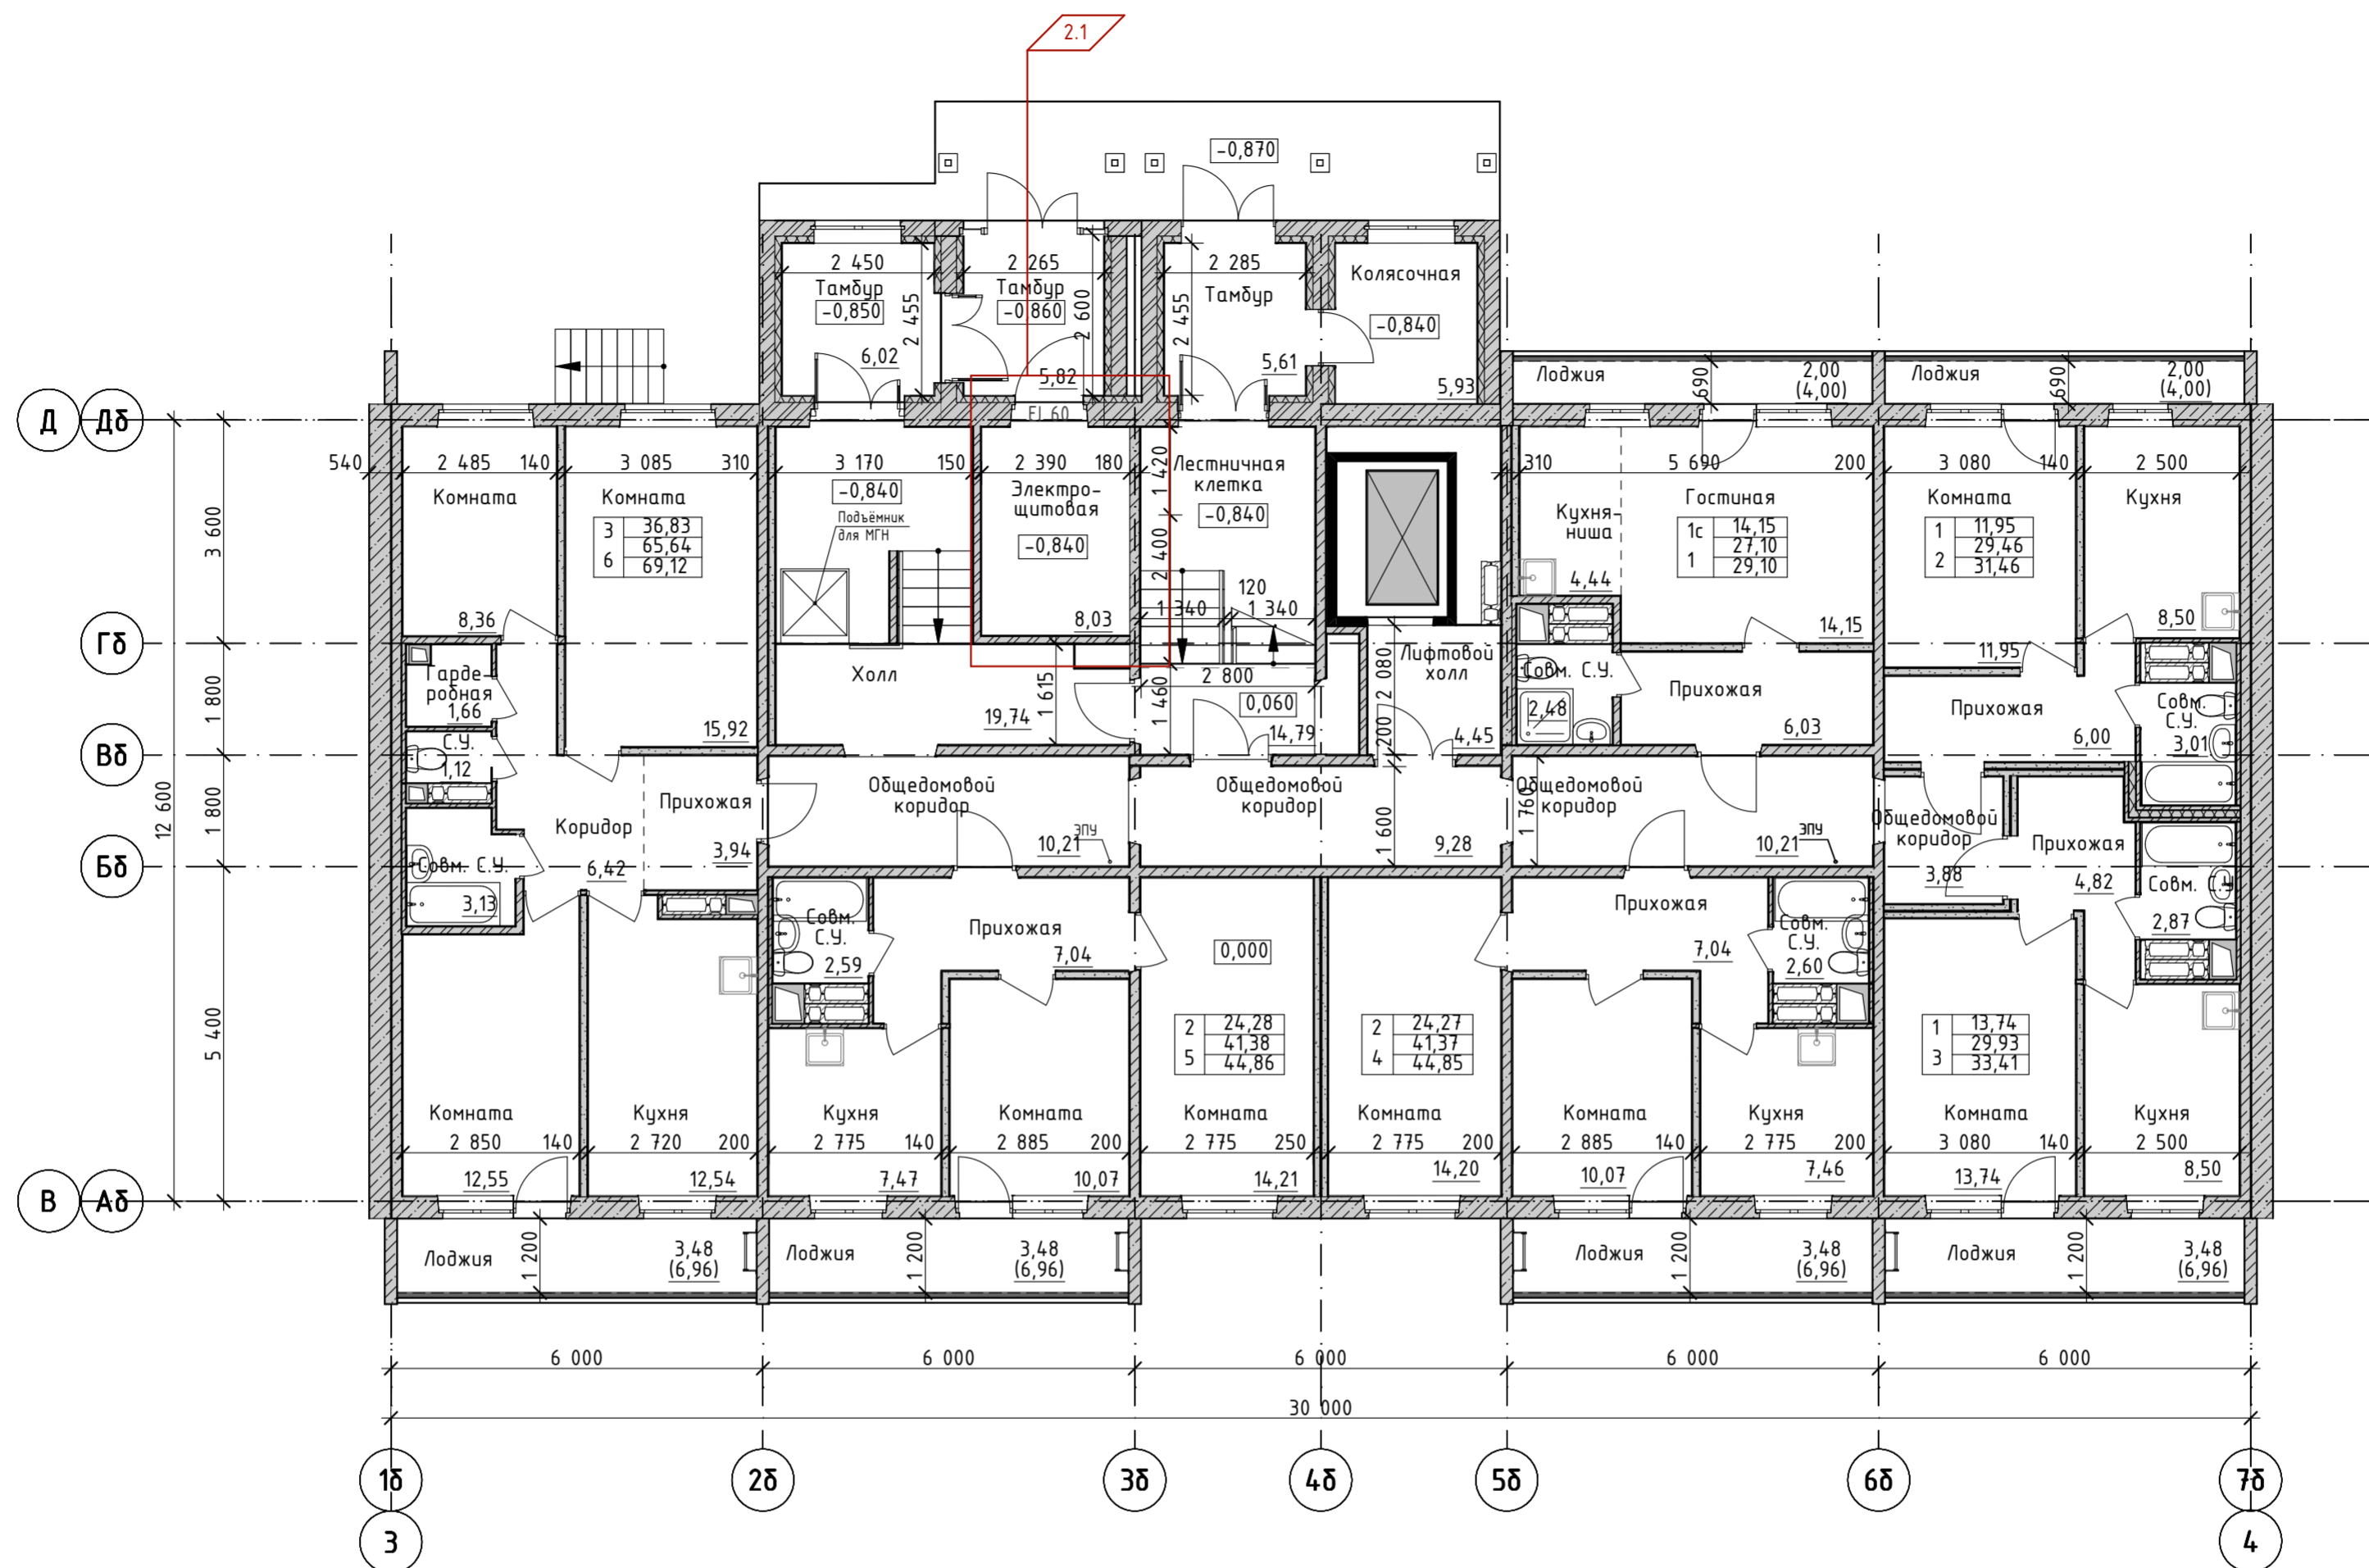 2.1
-0,870
2 450
Тамбур
-0,850
2 455
6,02
2 265
Тамбур
-0,860
2 600
5,82
EI 60
2 285
Тамбур
2 455
5,61
Колясочная
-0,840
5,93
Лоджия
690
2,00
(4,00)
Лоджия
690
2,00
(4,00)
Д
Дб
540
2 485
140
3 085
310
3 170
150
2 390
180
1 420
310
5 690
200
3 080
140
2 500
Комната
8,36
Комната
3
6
36,83
65,64
69,12
15,92
-0,840
Подъёмник
для МГН
Электро-
щитовая
-0,840
8,03
Лестничная
клетка
-0,840
2 400
120
1 340
1 340
Кухня-
ниша
4,44
Гостиная
1с
1
14,15
27,10
29,10
14,15
Комната
1
2
11,95
29,46
31,46
11,95
Кухня
8,50
3 600
Гб
Гарде-
робная
1,66
Холл
19,74
1 615
1 460
2 800
0,060
14,79
Лифтовой
холл
2 080
200
4,45
Совм. С.У.
2,48
Прихожая
6,03
Прихожая
6,00
Совм.
С.У.
3,01
1 800
Вб
С.У.
1,12
12 600
1 800
Коридор
6,42
Прихожая
3,94
Общедомовой
коридор
10,21
ЭПУ
Общедомовой
коридор
1 600
9,28
1 760
Общедомовой
коридор
10,21
ЭПУ
Общедомовой
коридор
3,88
Прихожая
4,82
Бб
Совм. С.У.
3,13
Совм.
С.У.
2,59
Прихожая
7,04
0,000
Прихожая
7,04
Совм.
С.У.
2,60
Совм. С.У.
2,87
5 400
2
5
24,28
41,38
44,86
2
4
24,27
41,37
44,85
1
3
13,74
29,93
33,41
Комната
Кухня
Кухня
Комната
Комната
Комната
Комната
Кухня
Комната
Кухня
2 850
140
2 720
200
2 775
140
2 885
200
2 775
250
2 775
200
2 885
140
2 775
200
3 080
140
2 500
12,55
12,54
7,47
10,07
14,21
14,20
10,07
7,46
13,74
8,50
В
Аб
Лоджия
1 200
3,48
(6,96)
Лоджия
1 200
3,48
(6,96)
Лоджия
1 200
3,48
(6,96)
Лоджия
1 200
3,48
(6,96)
6 000
6 000
6 000
6 000
6 000
30 000
1б
2б
3б
4б
5б
6б
7б
3
4